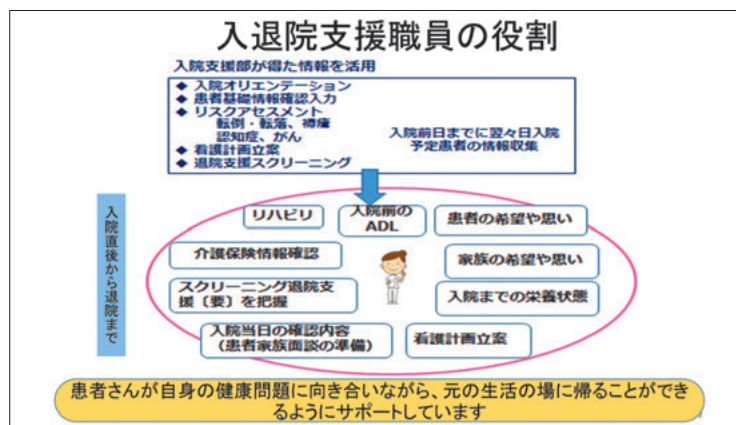 入退院支援職員の役割
入院支援部が得た情報を活用
◆ 入院オリエンテーション
◆ 患者基礎情報確認入力
◆ リスクアセスメント
転倒・転落、褥瘡
認知症、がん
◆ 看護計画立案
◆ 退院支援スクリーニング
入院前日までに翌々日入院
予定患者の情報収集
入院直後から退院まで
リハビリ
入院前の
ADL
患者の希望や思い
介護保険情報確認
家族の希望や思い
スクリーニング退院支
援〔要〕を把握
入院までの栄養状態
入院当日の確認内容
(患者家族面談の準備)
看護計画立案
患者さんが自身の健康問題に向き合いながら、元の生活の場に帰ることができ
るようにサポートしています